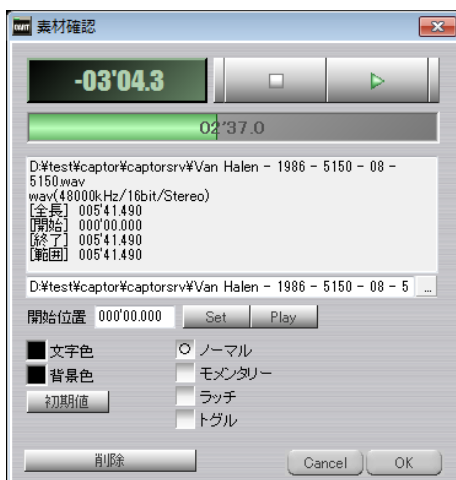 DART 素材確認
-03'04.3
02'37.0
D:¥test¥captor¥captorsrv¥Van Halen - 1986 - 5150 - 08 -
5150.wav
wav(48000kHz/16bit/Stereo)
[全長] 005'41.490
[開始] 000'00.000
[終了] 005'41.490
[範囲] 005'41.490
D:¥test¥captor¥captorsrv¥Van Halen - 1986 - 5150 - 08 - 5 ...
開始位置 000'00.000 Set Play
文字色 ノーマル
背景色 モメンタリー
初期値 ラッチ
トグル
削除 Cancel OK